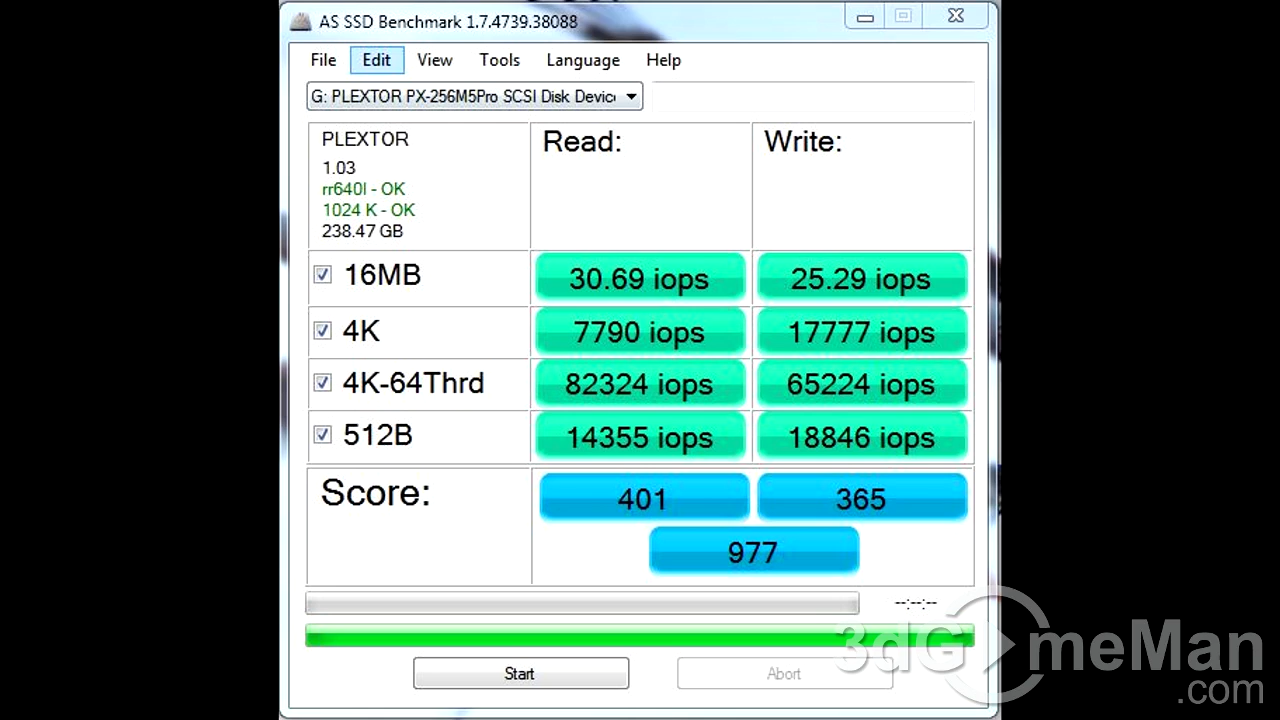 AS SSD Benchmark 1.7.4739.38088
File Edit View Tools Language Help
G: PLEXTOR PX-256M5Pro SCSI Disk Devic
PLEXTOR
1.03
rr640l - OK
1024 K - OK
238.47 GB
Read: Write:
16MB 30.69 iops 25.29 iops
4K 7790 iops 17777 iops
4K-64Thrd 82324 iops 65224 iops
512B 14355 iops 18846 iops
Score: 401 365
977
--:--:--
Start Abort
3dGameMan
.com